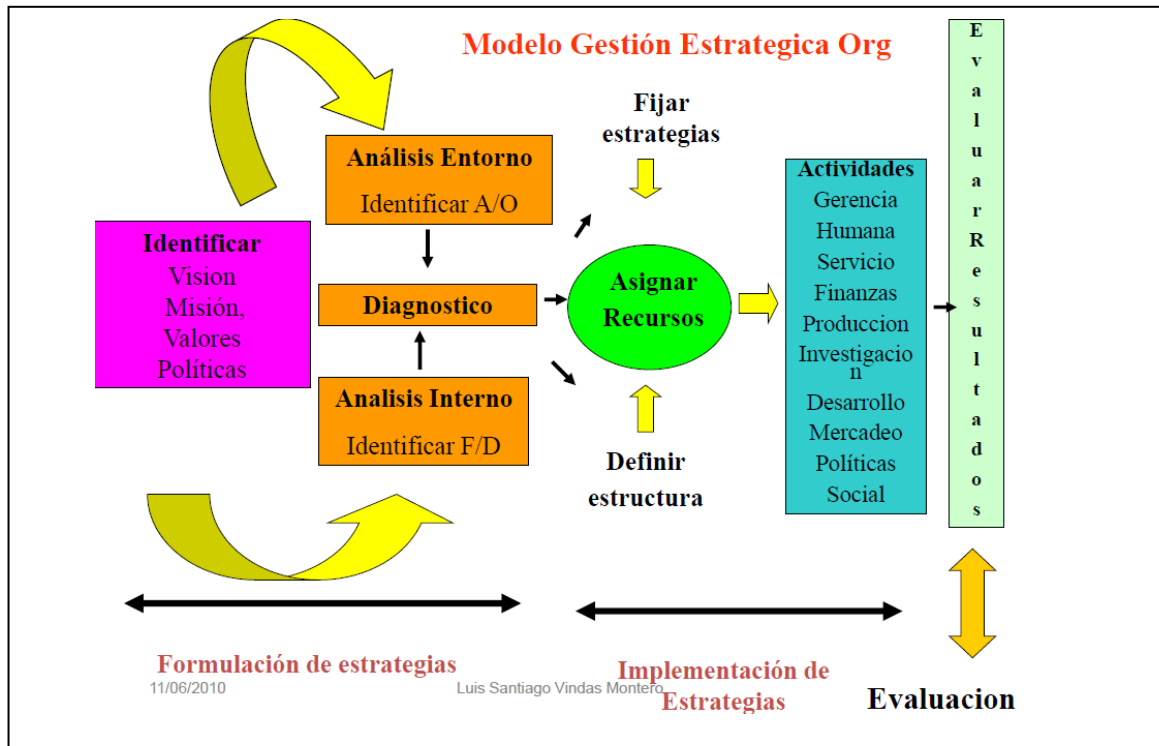 Modelo Gestión Estrategica Org
Identificar
Vision
Misión,
Valores
Políticas
Análisis Entorno
Identificar A/O
Diagnostico
Analisis Interno
Identificar F/D
Fijar
estrategias
Asignar
Recursos
Definir
estructura
Actividades
Gerencia
Humana
Servicio
Finanzas
Produccion
Investigacio
n
Desarrollo
Mercadeo
Políticas
Social
E
v
a
l
u
a
r
R
e
s
u
l
t
a
d
o
s
Formulación de estrategias
Implementación de
Estrategias
Evaluacion
11/06/2010
Luis Santiago Vindas Montero